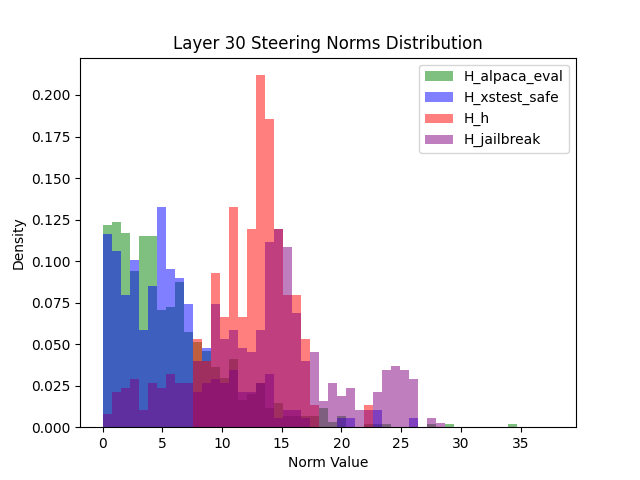 Layer 30 Steering Norms Distribution
H_alpaca_eval
H_xstest_safe
H_h
H_jailbreak
Density
0.200
0.175
0.150
0.125
0.100
0.075
0.050
0.025
0.000
0 5 10 15 20 25 30 35
Norm Value